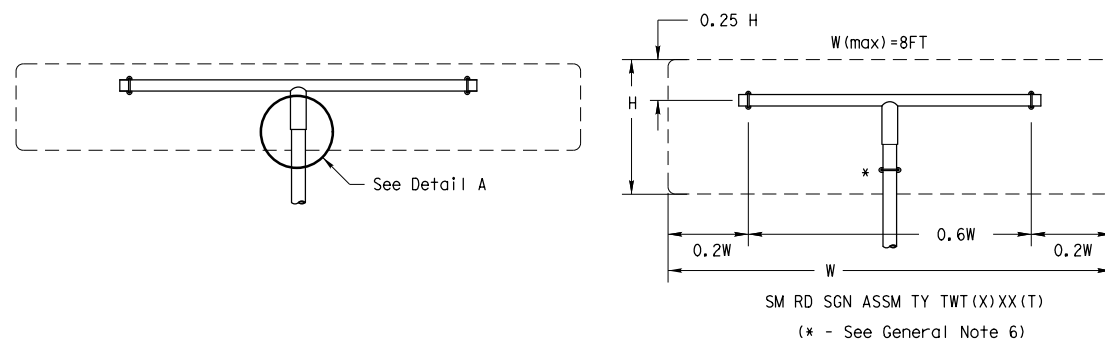 0.25 H
W(max)=8FT
H
See Detail A
*
0.2W
0.6W
0.2W
W
SM RD SGN ASSM TY TWT(X)XX(T)
(* - See General Note 6)